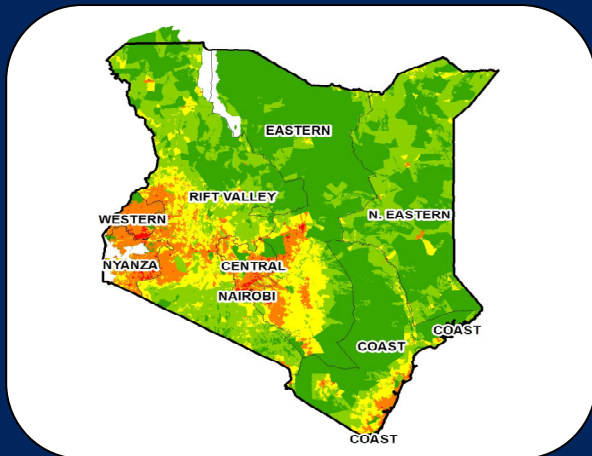 EASTERN
RIFT VALLEY
WESTERN
N. EASTERN
NYANZA
CENTRAL
NAIROBI
COAST
COAST
COAST